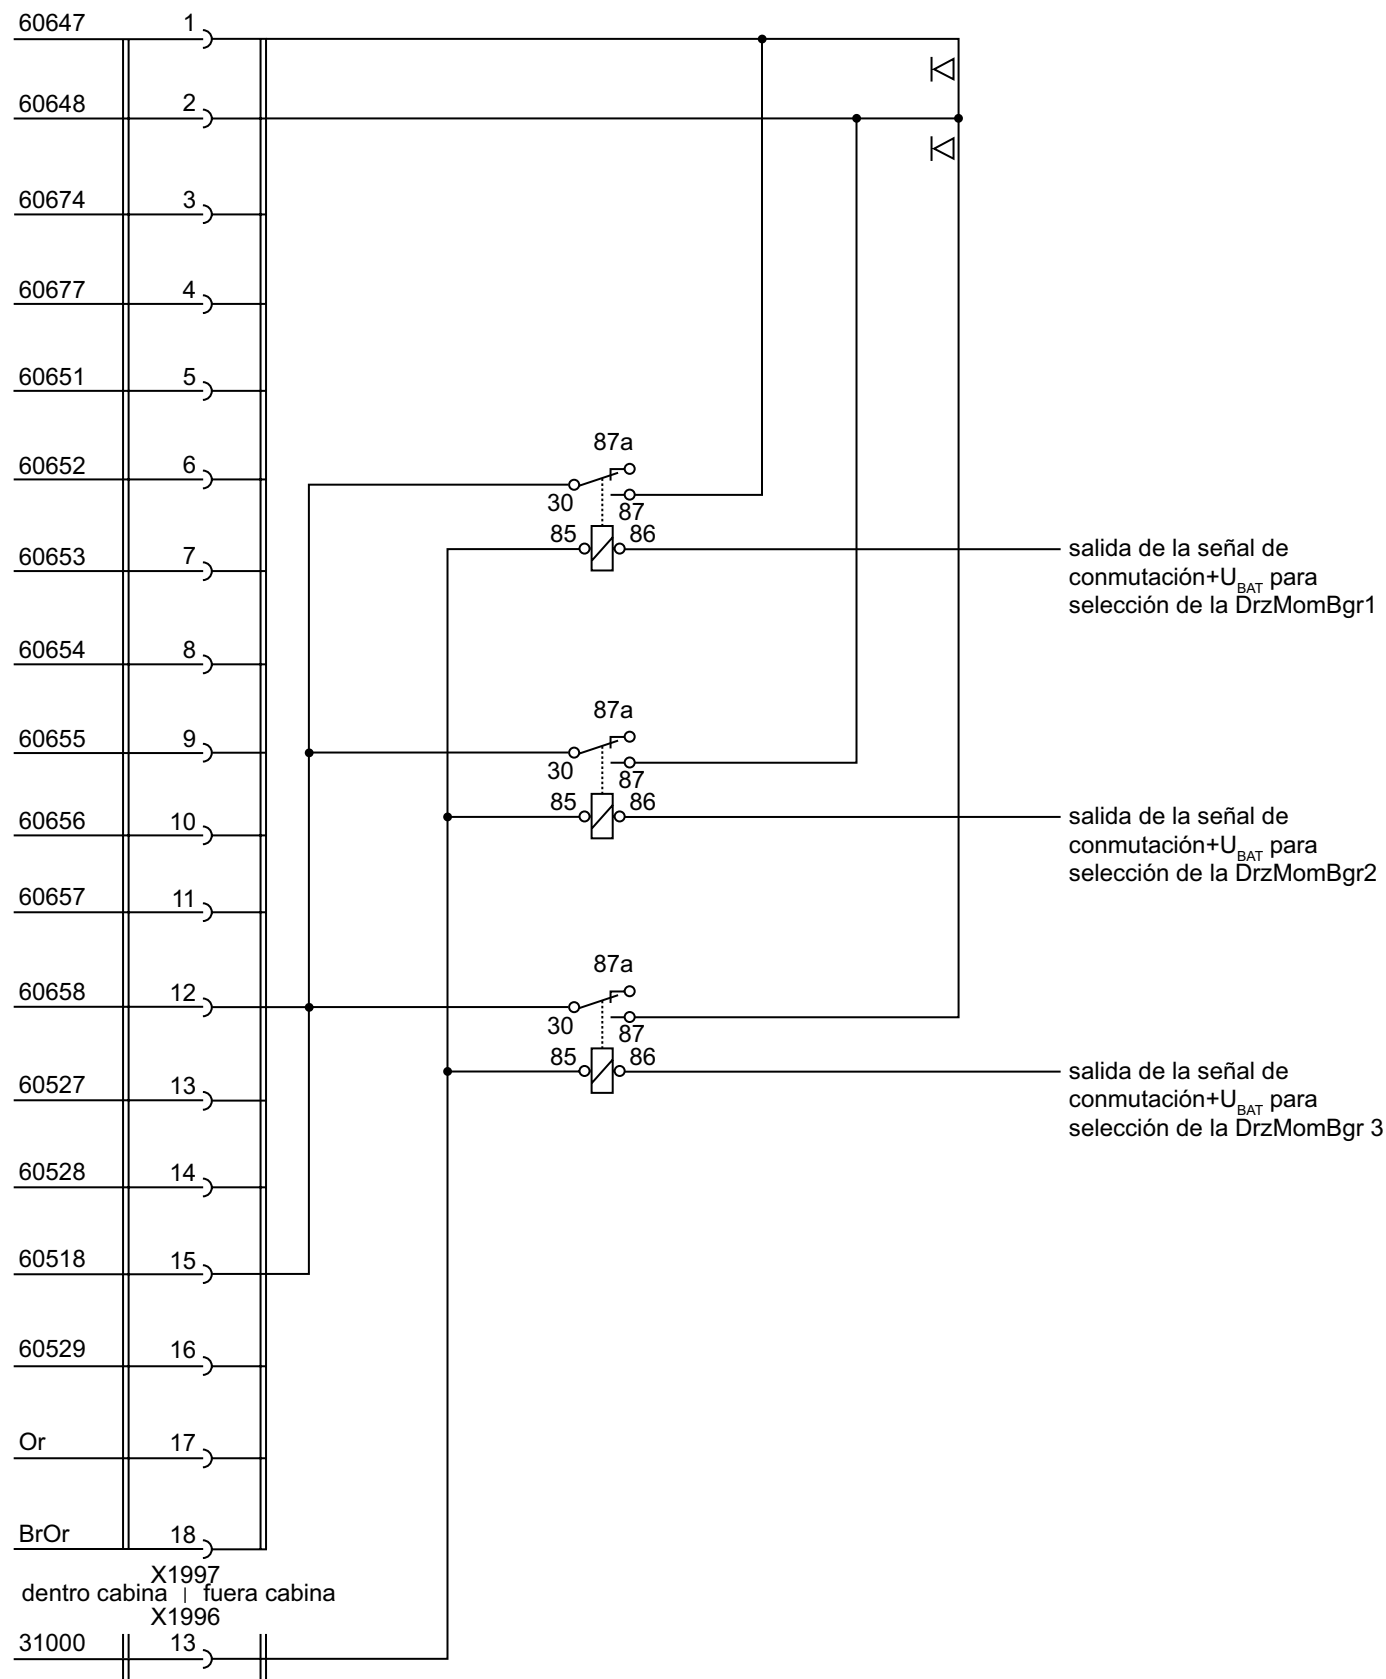 60647 1
60648 2
60674 3
60677 4
60651 5
60652 6
60653 7
60654 8
60655 9
60656 10
60657 11
60658 12
60527 13
60528 14
60518 15
60529 16
Or 17
BrOr 18
X1997
dentro cabina | fuera cabina
X1996
31000 13
87a
30
87
85 86
salida de la señal de
conmutación+UBAT para
selección de la DrzMomBgr1
87a
30
87
85 86
salida de la señal de
conmutación+UBAT para
selección de la DrzMomBgr2
87a
30
87
85 86
salida de la señal de
conmutación+UBAT para
selección de la DrzMomBgr 3